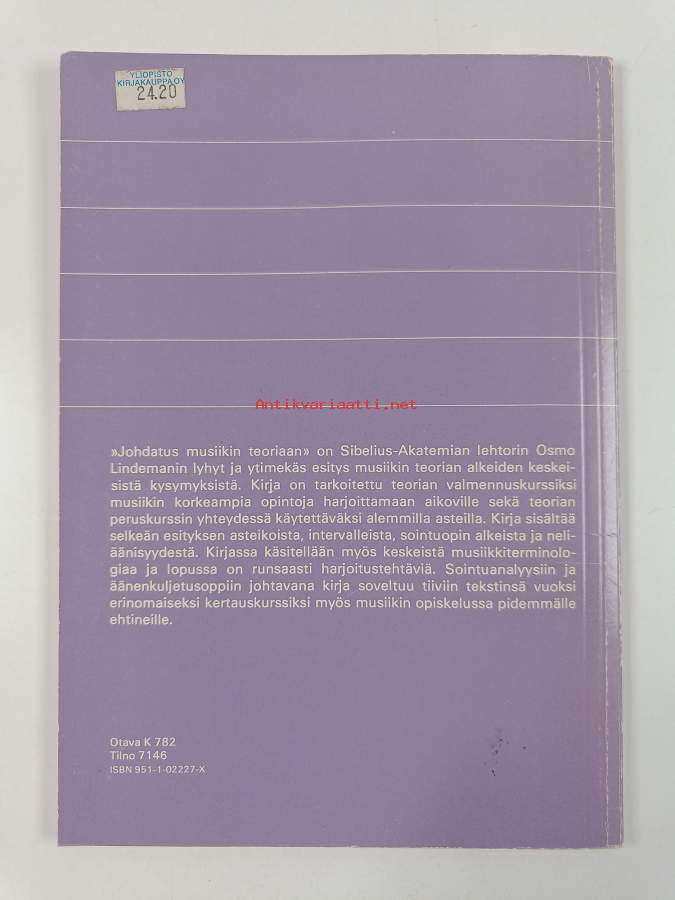 YLIOPISTO
KIRJAKAUPPA OY
24.20
Antikvariaatti.net
»Johdatus musiikin teoriaan» on Sibelius-Akatemian lehtorin Osmo
Lindemanin lyhyt ja ytimekäs esitys musiikin teorian alkeiden keskei-
sistä kysymyksistä. Kirja on tarkoitettu teorian valmennuskurssiksi
musiikin korkeampia opintoja harjoittamaan aikoville sekä teorian
peruskurssin yhteydessä käytettäväksi alemmilla asteilla. Kirja sisältää
selkeän esityksen asteikoista, intervalleista, sointuopin alkeista ja neli-
äänisyydestä. Kirjassa käsitellään myös keskeistä musiikkiterminolo-
giaa ja lopussa on runsaasti harjoitustehtäviä. Sointuanalyysiin ja
äänenkuljetusoppiin johtavana kirja soveltuu tiiviin tekstinsä vuoksi
erinomaiseksi kertauskurssiksi myös musiikin opiskelussa pidemmälle
ehtineille.
Otava K 782
Tilno 7146
ISBN 951-1-02227-X